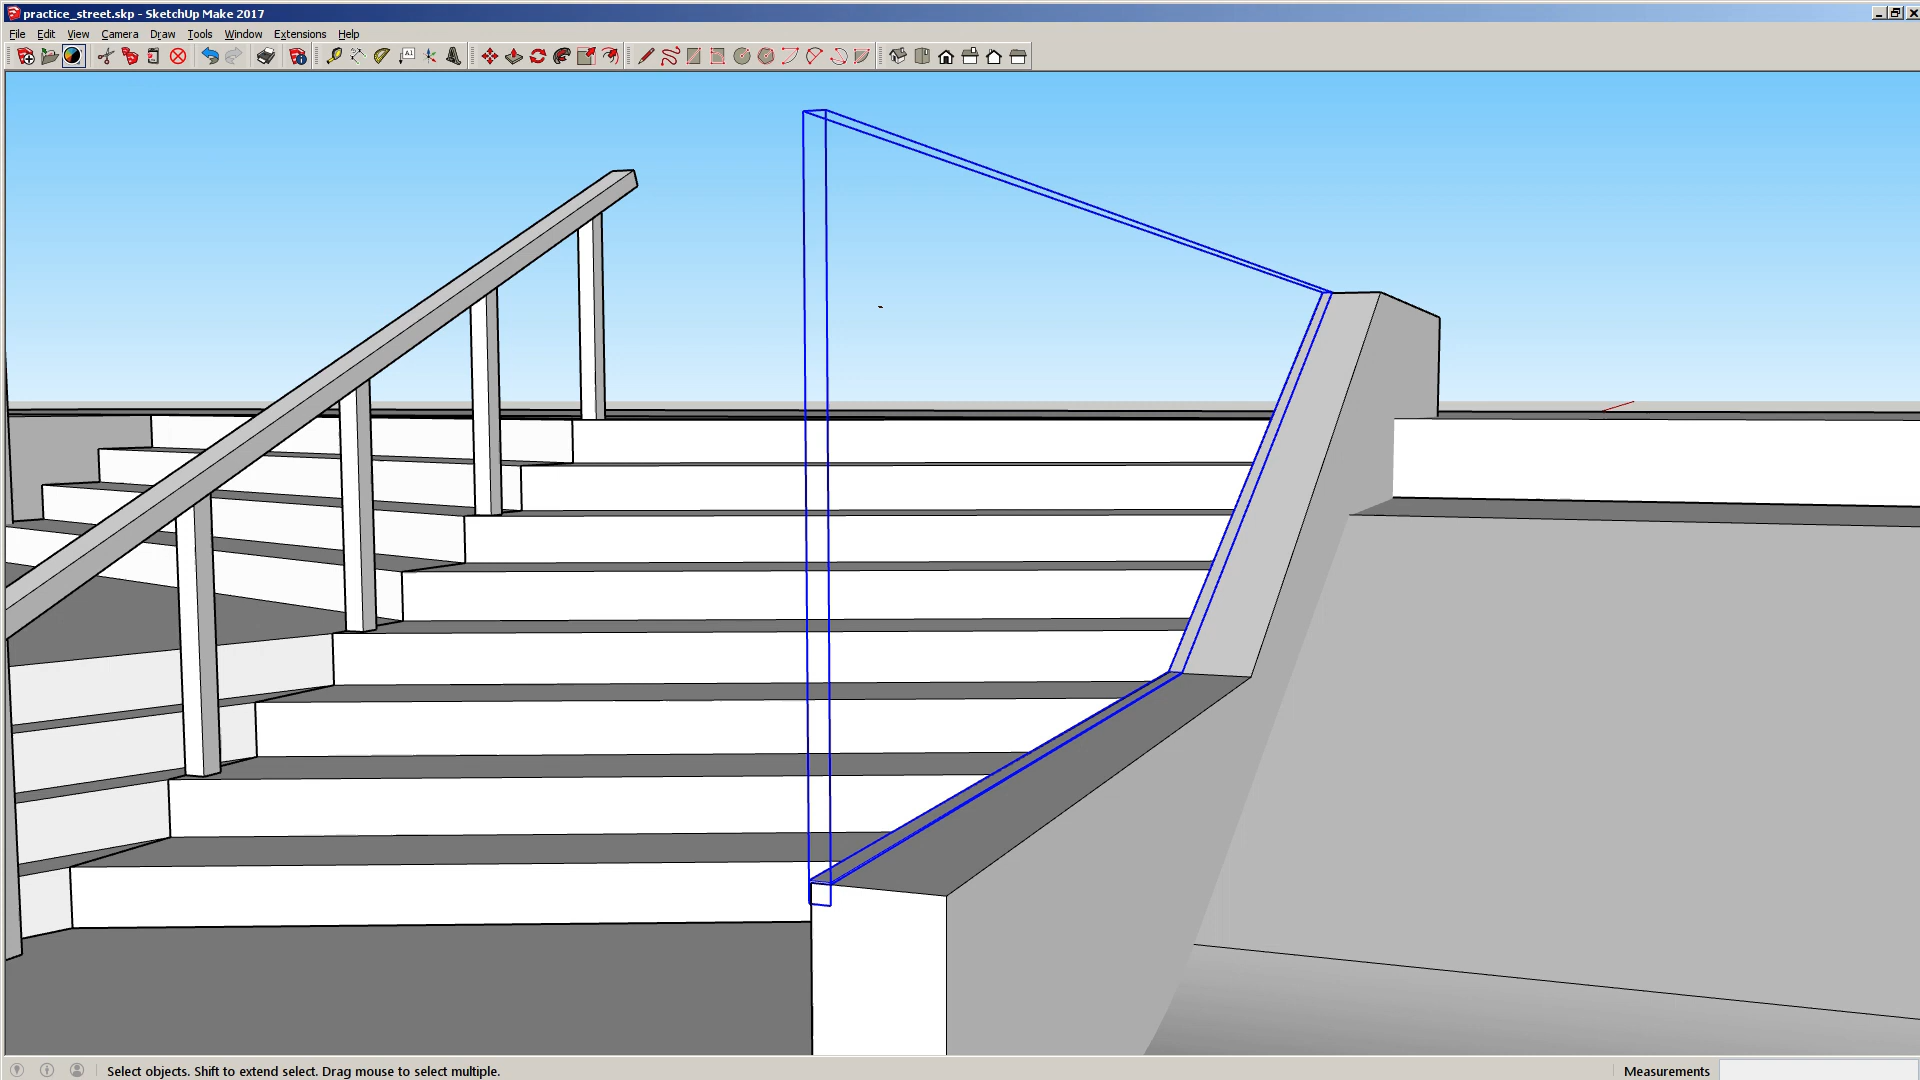 practice_street.skp - SketchUp Make 2017
File Edit View Camera Draw Tools Window Extensions Help
A1
Select objects. Shift to extend select. Drag mouse to select multiple.
Measurements